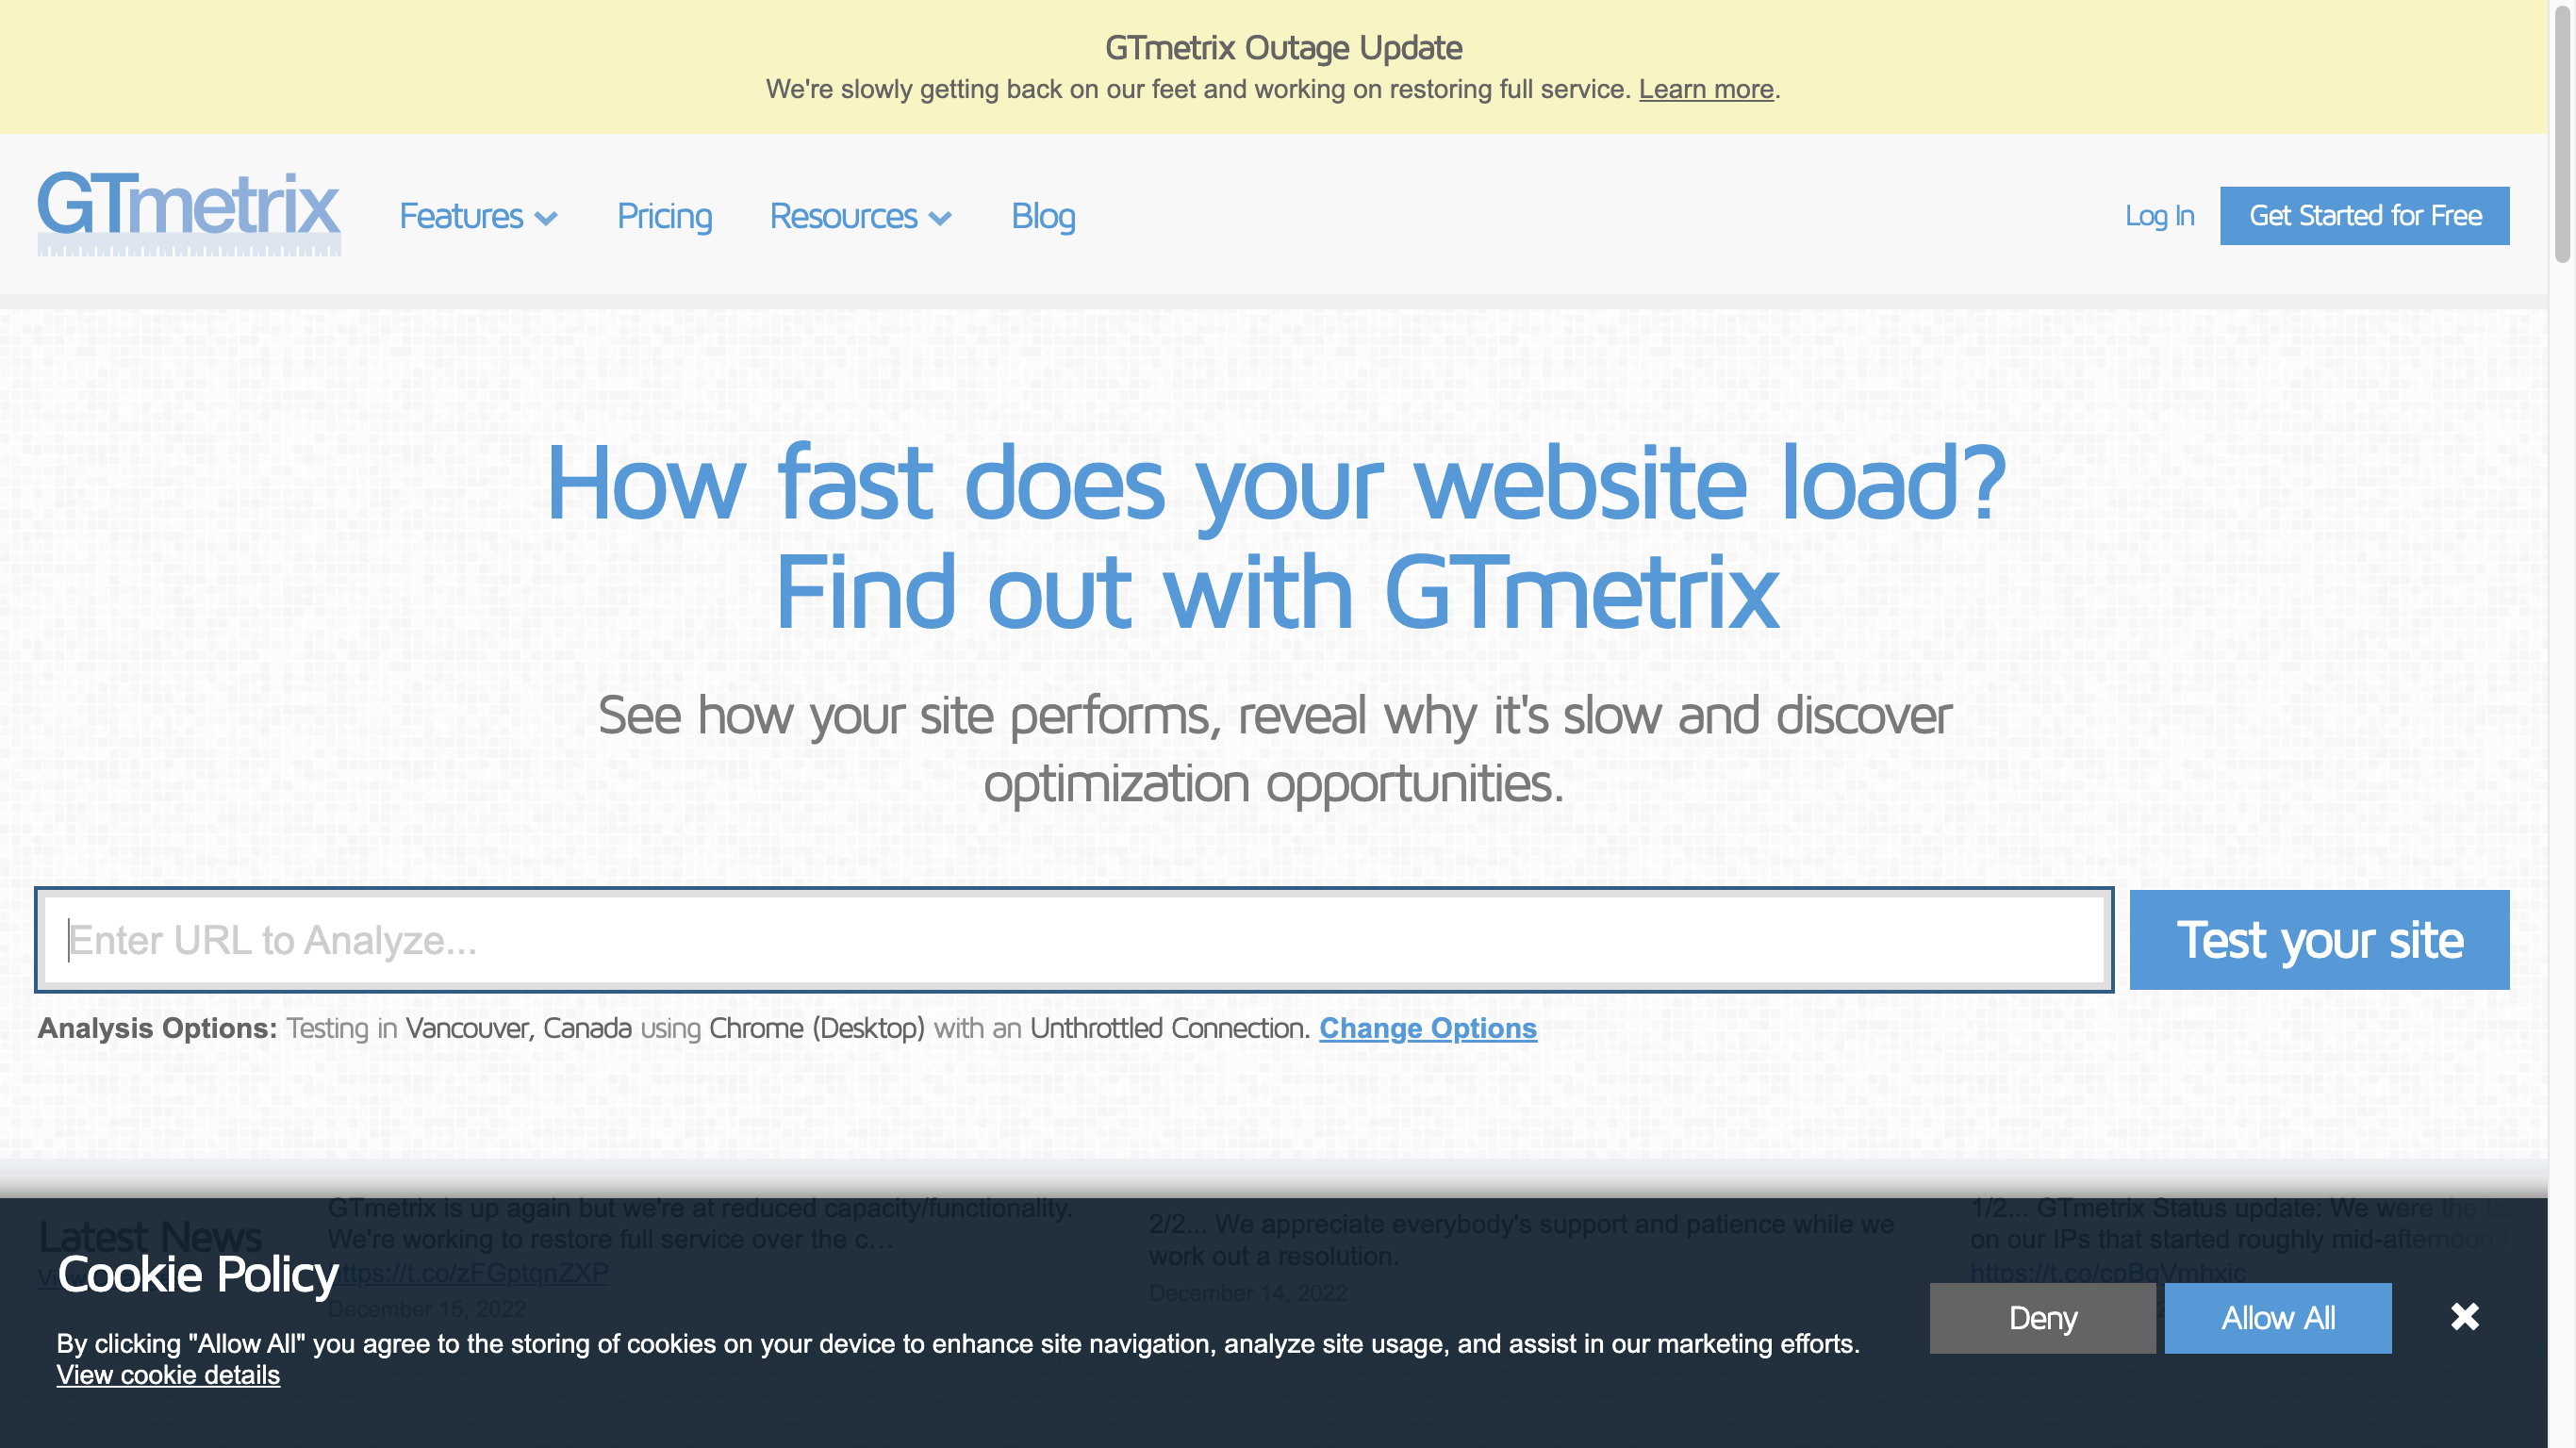 GTmetrix Outage Update
We're slowly getting back on our feet and working on restoring full service. Learn more.
GTmetrix
Features
Pricing
Resources
Blog
Log In
Get Started for Free
How fast does your website load?
Find out with GTmetrix
See how your site performs, reveal why it's slow and discover
optimization opportunities.
Enter URL to Analyze...
Test your site
Analysis Options: Testing in Vancouver, Canada using Chrome (Desktop) with an Unthrottled Connection. Change Options
Latest News
GTmetrix is up again but we're at reduced capacity/functionality.
We're working to restore full service over the c...
https://t.co/zFGptqnZXP
December 15, 2022
2/2... We appreciate everybody's support and patience while we
work out a resolution.
December 14, 2022
1/2... GTmetrix Status update: We were the
on our IPs that started roughly mid-afternoon
https://t.co/cpBqVmhxic
Cookie Policy
By clicking "Allow All" you agree to the storing of cookies on your device to enhance site navigation, analyze site usage, and assist in our marketing efforts.
View cookie details
Deny
Allow All